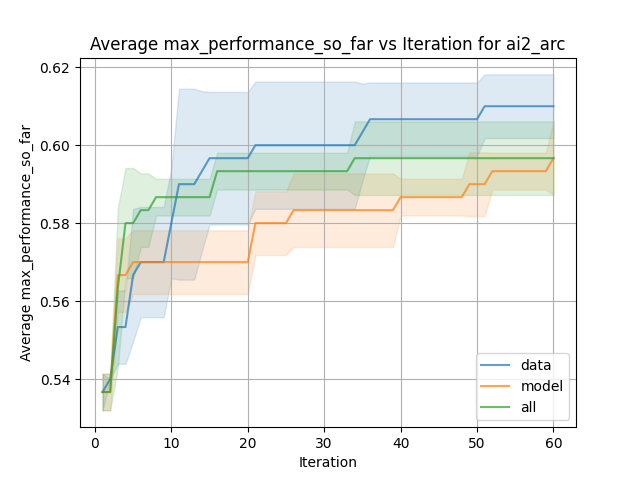 Average max_performance_so_far vs Iteration for ai2_arc
Average max_performance_so_far
0.62
0.60
0.58
0.56
0.54
0
10
20
30
40
50
60
Iteration
data
model
all